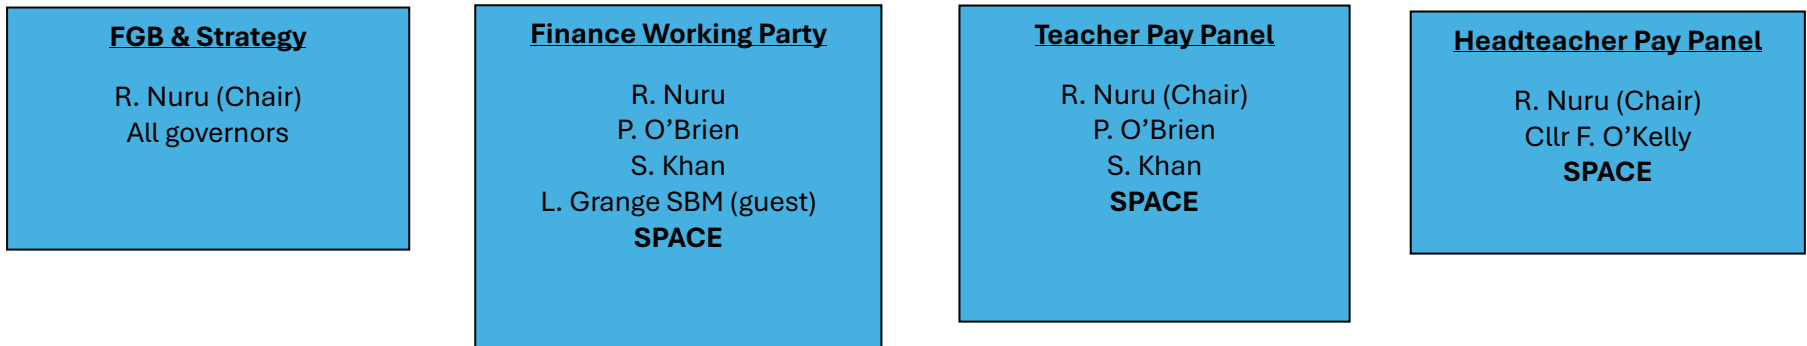 FGB & Strategy
R. Nuru (Chair)
All governors
Finance Working Party
R. Nuru
P. O’Brien
S. Khan
L. Grange SBM (guest)
SPACE
Teacher Pay Panel
R. Nuru (Chair)
P. O’Brien
S. Khan
SPACE
Headteacher Pay Panel
R. Nuru (Chair)
Cllr F. O’Kelly
SPACE